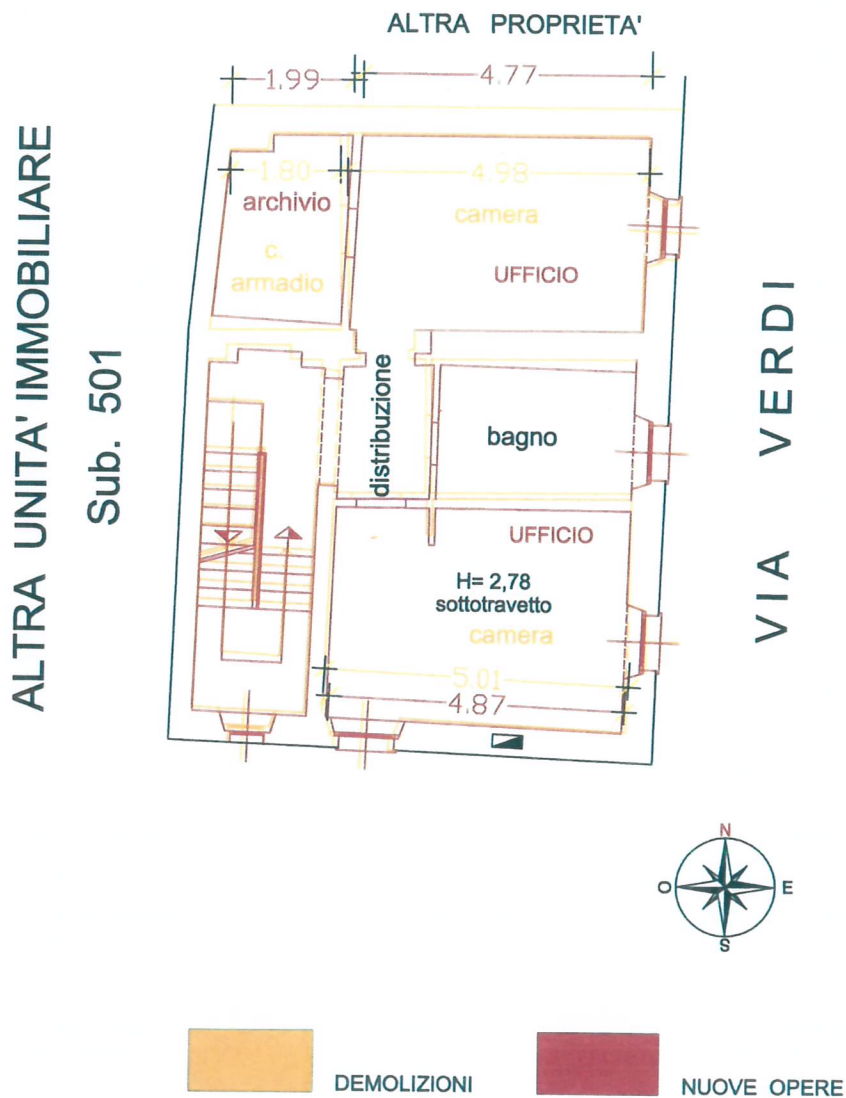 ALTRA PROPRIETA'
1.99
4.77
1.80
4.98
archivio
camera
c.
armadio
UFFICIO
ALTRA UNITA' IMMOBILIARE
Sub. 501
distribuzione
bagno
VIA VERDI
UFFICIO
H= 2,78
sottotravetto
camera
5.01
4.87
N
O
E
S
DEMOLIZIONI
NUOVE OPERE